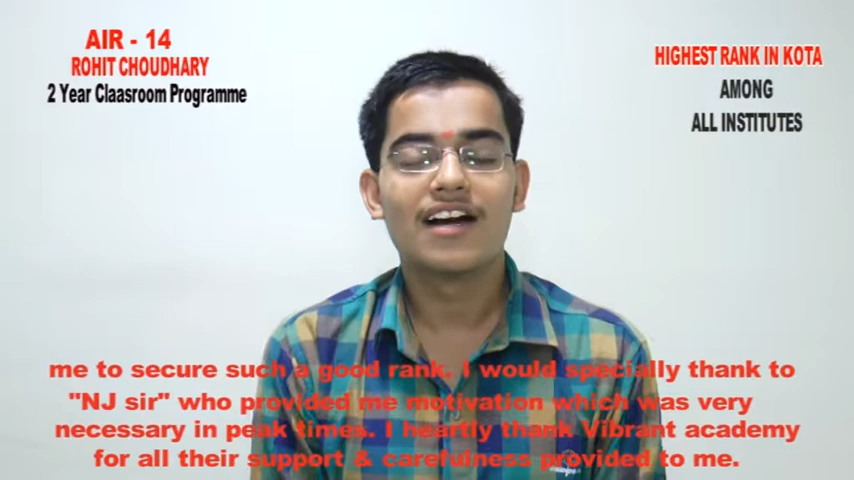 AIR - 14
ROHIT CHOUDHARY
2 Year Claasroom Programme
HIGHEST RANK IN KOTA
AMONG
ALL INSTITUTES
me to secure such a good rank. I would specially thank to
"NJ sir" who provided me motivation which was very
necessary in peak times. I heartly thank Vibrant academy
for all their support & carefulness provided to me.